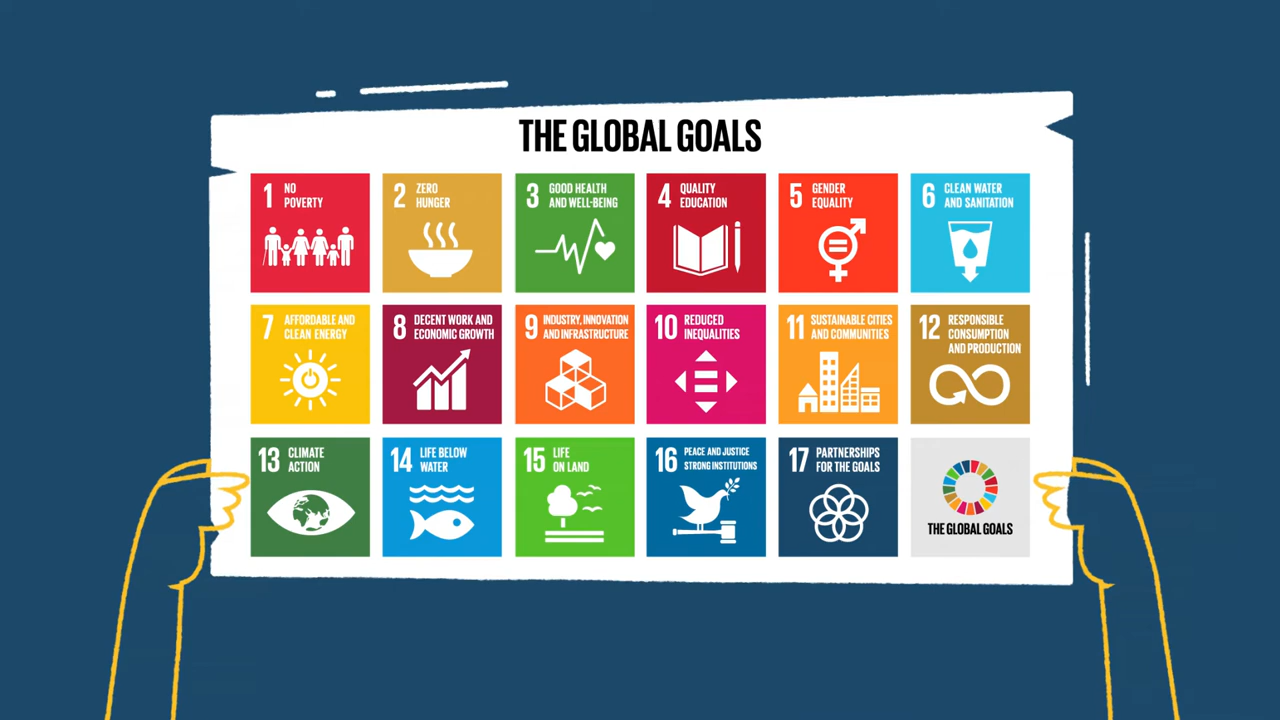 THE GLOBAL GOALS
1 NO
POVERTY
2 ZERO
HUNGER
3 GOOD HEALTH
AND WELL-BEING
4 QUALITY
EDUCATION
5 GENDER
EQUALITY
6 CLEAN WATER
AND SANITATION
7 AFFORDABLE AND
CLEAN ENERGY
8 DECENT WORK AND
ECONOMIC GROWTH
9 INDUSTRY, INNOVATION
AND INFRASTRUCTURE
10 REDUCED
INEQUALITIES
11 SUSTAINABLE CITIES
AND COMMUNITIES
12 RESPONSIBLE
CONSUMPTION
AND PRODUCTION
13 CLIMATE
ACTION
14 LIFE BELOW
WATER
15 LIFE
ON LAND
16 PEACE AND JUSTICE
STRONG INSTITUTIONS
17 PARTNERSHIPS
FOR THE GOALS
THE GLOBAL GOALS